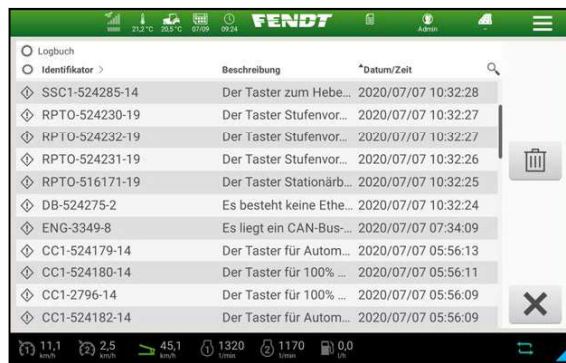 21,2 °C 20,5 °C 07/09 09:24 FENDT Admin -
Logbuch
Identifikator > Beschreibung Datum/Zeit
SSC1-524285-14 Der Taster zum Hebe... 2020/07/07 10:32:28
RPTO-524230-19 Der Taster Stufenvor... 2020/07/07 10:32:27
RPTO-524232-19 Der Taster Stufenvor... 2020/07/07 10:32:27
RPTO-524231-19 Der Taster Stufenvor... 2020/07/07 10:32:26
RPTO-516171-19 Der Taster Stationärb... 2020/07/07 10:32:25
DB-524275-2 Es besteht keine Ethe... 2020/07/07 10:32:24
ENG-3349-8 Es liegt ein CAN-Bus-... 2020/07/07 07:34:09
CC1-524179-14 Der Taster für Autom... 2020/07/07 05:56:13
CC1-524180-14 Der Taster für 100% ... 2020/07/07 05:56:11
CC1-2796-14 Der Taster für 100% ... 2020/07/07 05:56:09
CC1-524182-14 Der Taster für Autom... 2020/07/07 05:56:09
1 11,1 km/h 2 2,5 km/h 45,1 km/h 1 1320 1/min 2 1170 1/min 0,0 l/h